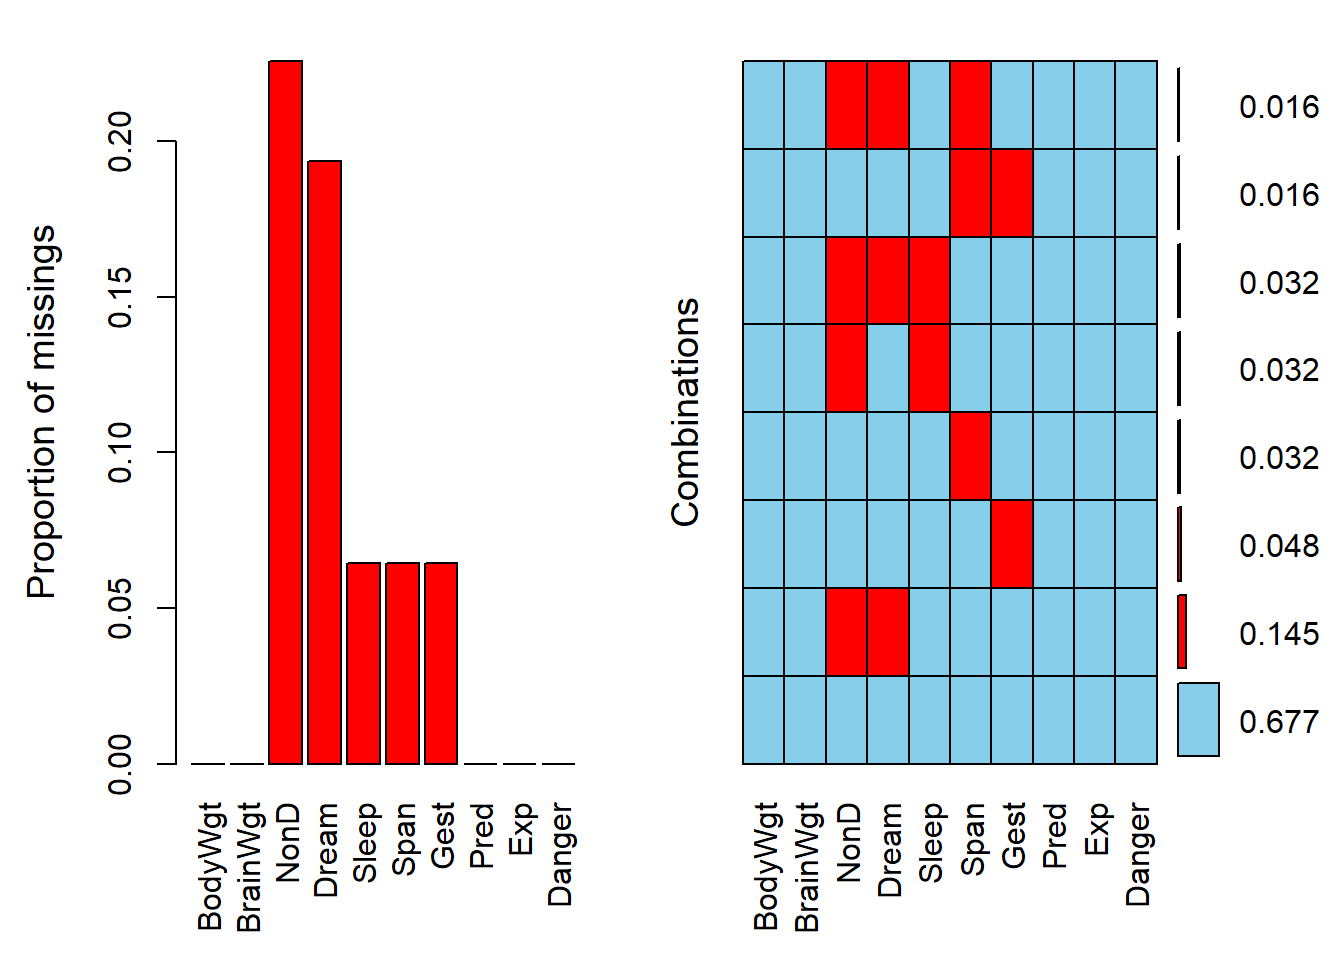 Proportion of missings
0.20
0.15
0.10
0.05
0.00
BodyWgt
BrainWgt
NonD
Dream
Sleep
Span
Gest
Pred
Exp
Danger
Combinations
0.016
0.016
0.032
0.032
0.032
0.048
0.145
0.677
BodyWgt
BrainWgt
NonD
Dream
Sleep
Span
Gest
Pred
Exp
Danger